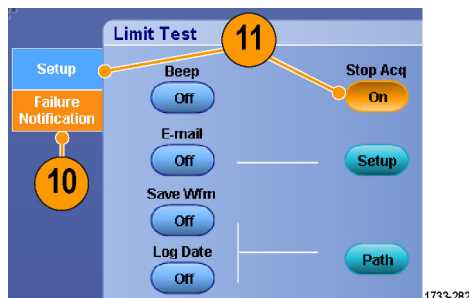 Limit Test
11
Setup
Failure
Notification
10
Beep
Off
Stop Acq
On
E-mail
Off
Setup
Save Wfm
Off
Log Date
Off
Path
1733-282